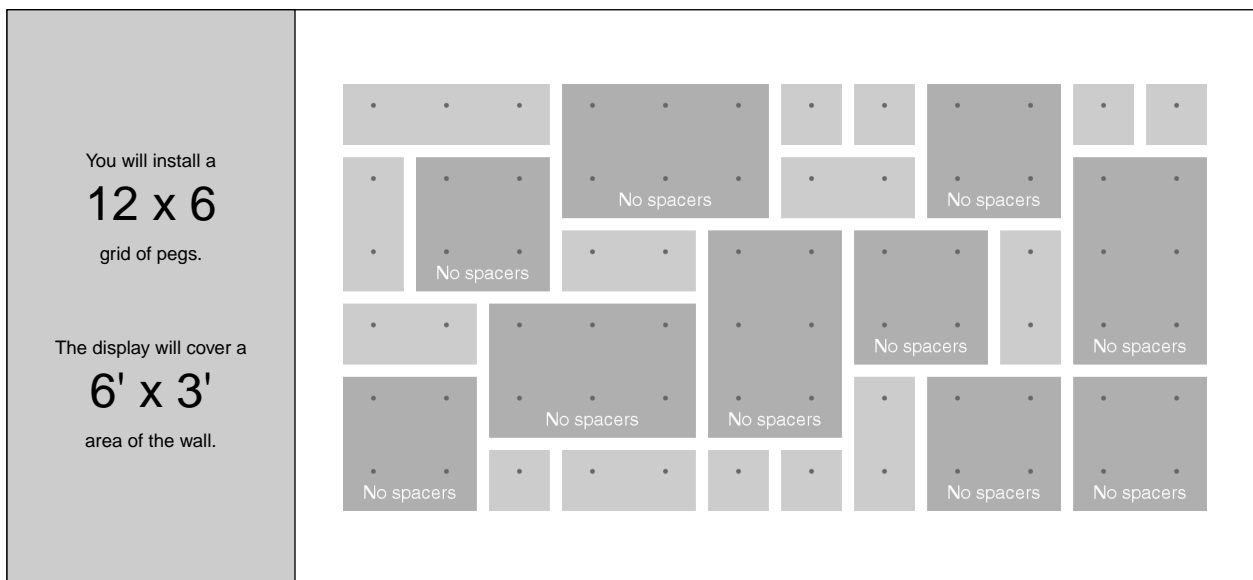 You will install a
12 x 6
grid of pegs.
The display will cover a
6' x 3'
area of the wall.
No spacers
No spacers
No spacers
No spacers
No spacers
No spacers
No spacers
No spacers
No spacers
No spacers